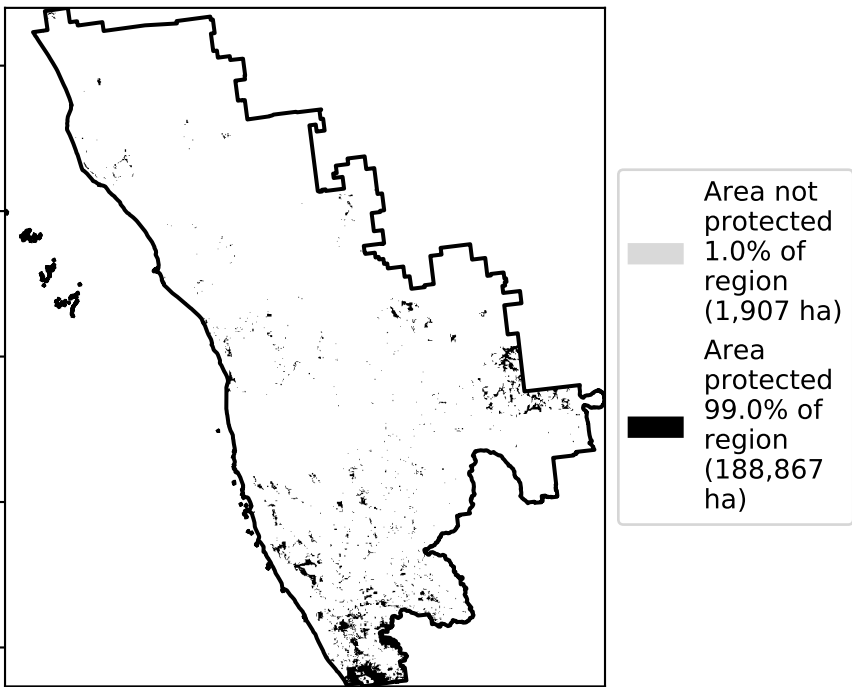 Area not
protected
1.0% of
region
(1,907 ha)
Area
protected
99.0% of
region
(188,867
ha)